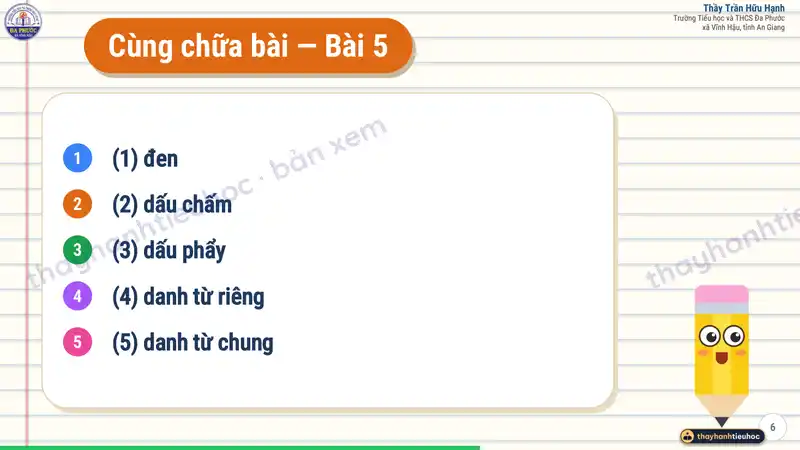 ĐA PHƯỚC
Thầy Trần Hữu Hạnh
Trường Tiểu học và THCS Đa Phước
xã Vĩnh Hậu, tỉnh An Giang
Cùng chữa bài – Bài 5
1 (1) đen
2 (2) dấu chấm
3 (3) dấu phẩy
4 (4) danh từ riêng
5 (5) danh từ chung
thayhanhtieuhoc · bản xem
thayhanhtieuhoc
6